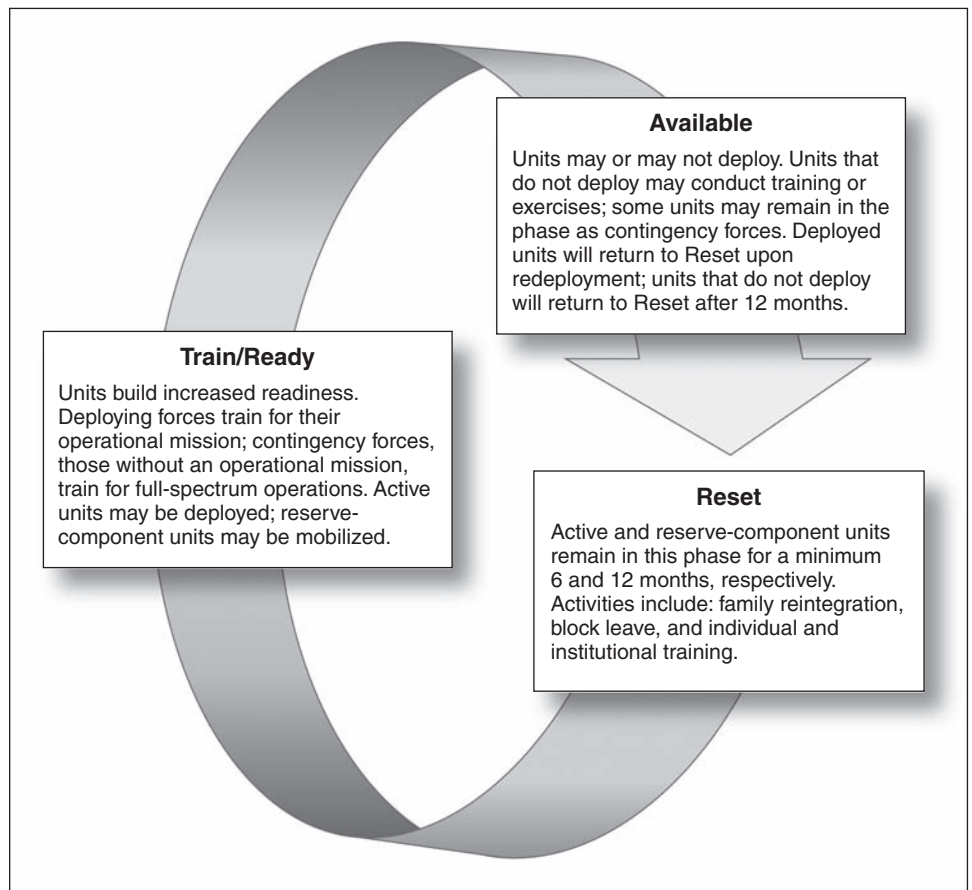 Available
Units may or may not deploy. Units that
do not deploy may conduct training or
exercises; some units may remain in the
phase as contingency forces. Deployed
units will return to Reset upon
redeployment; units that do not deploy
will return to Reset after 12 months.
Train/Ready
Units build increased readiness.
Deploying forces train for their
operational mission; contingency forces,
those without an operational mission,
train for full-spectrum operations. Active
units may be deployed; reserve-
component units may be mobilized.
Reset
Active and reserve-component units
remain in this phase for a minimum
6 and 12 months, respectively.
Activities include: family reintegration,
block leave, and individual and
institutional training.